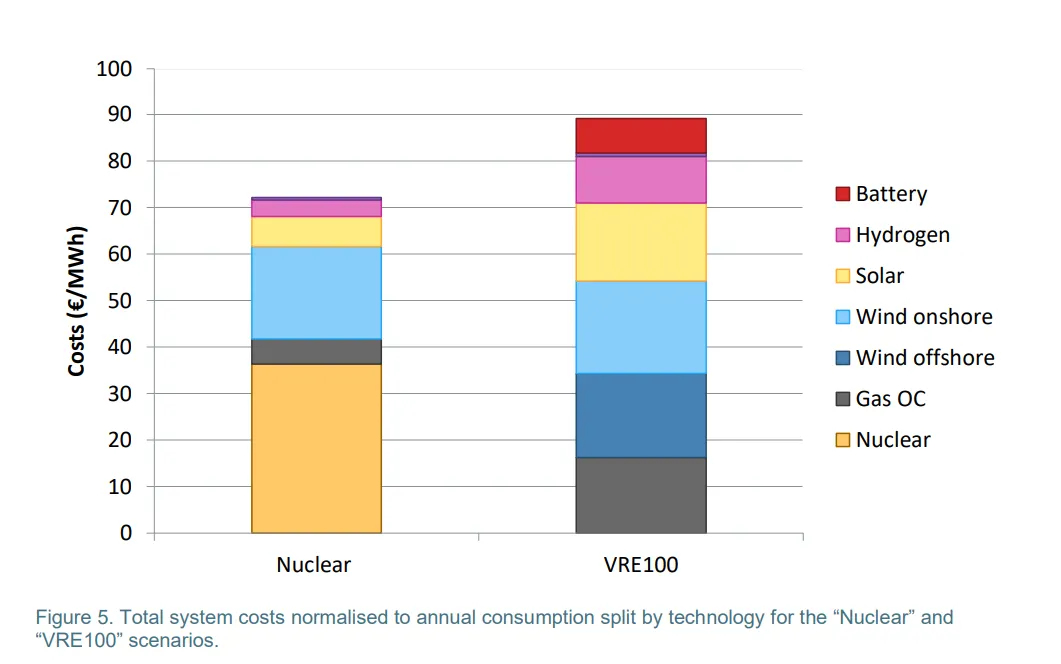 100
90
80
70
60
50
40
30
20
10
0
Costs (€/MWh)
Nuclear
VRE100
Battery
Hydrogen
Solar
Wind onshore
Wind offshore
Gas OC
Nuclear
Figure 5. Total system costs normalised to annual consumption split by technology for the “Nuclear” and
“VRE100” scenarios.